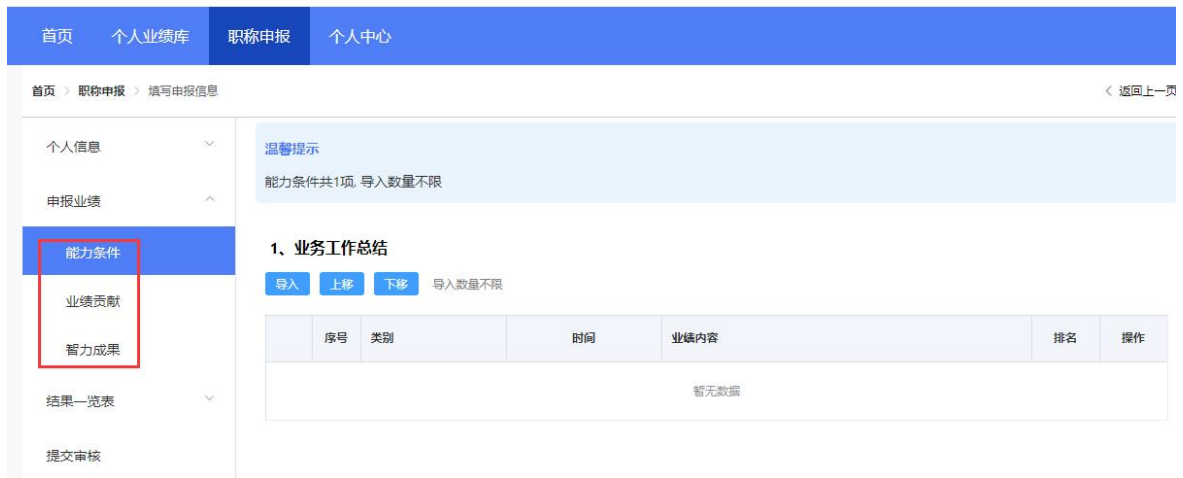 首页 个人业绩库 职称申报 个人中心
首页 > 职称申报 > 填写申报信息 < 返回上一页
个人信息
申报业绩
能力条件
业绩贡献
智力成果
结果一览表
提交审核
温馨提示
能力条件共1项, 导入数量不限
1、业务工作总结
导入 上移 下移 导入数量不限
序号 类别 时间 业绩内容 排名 操作
暂无数据